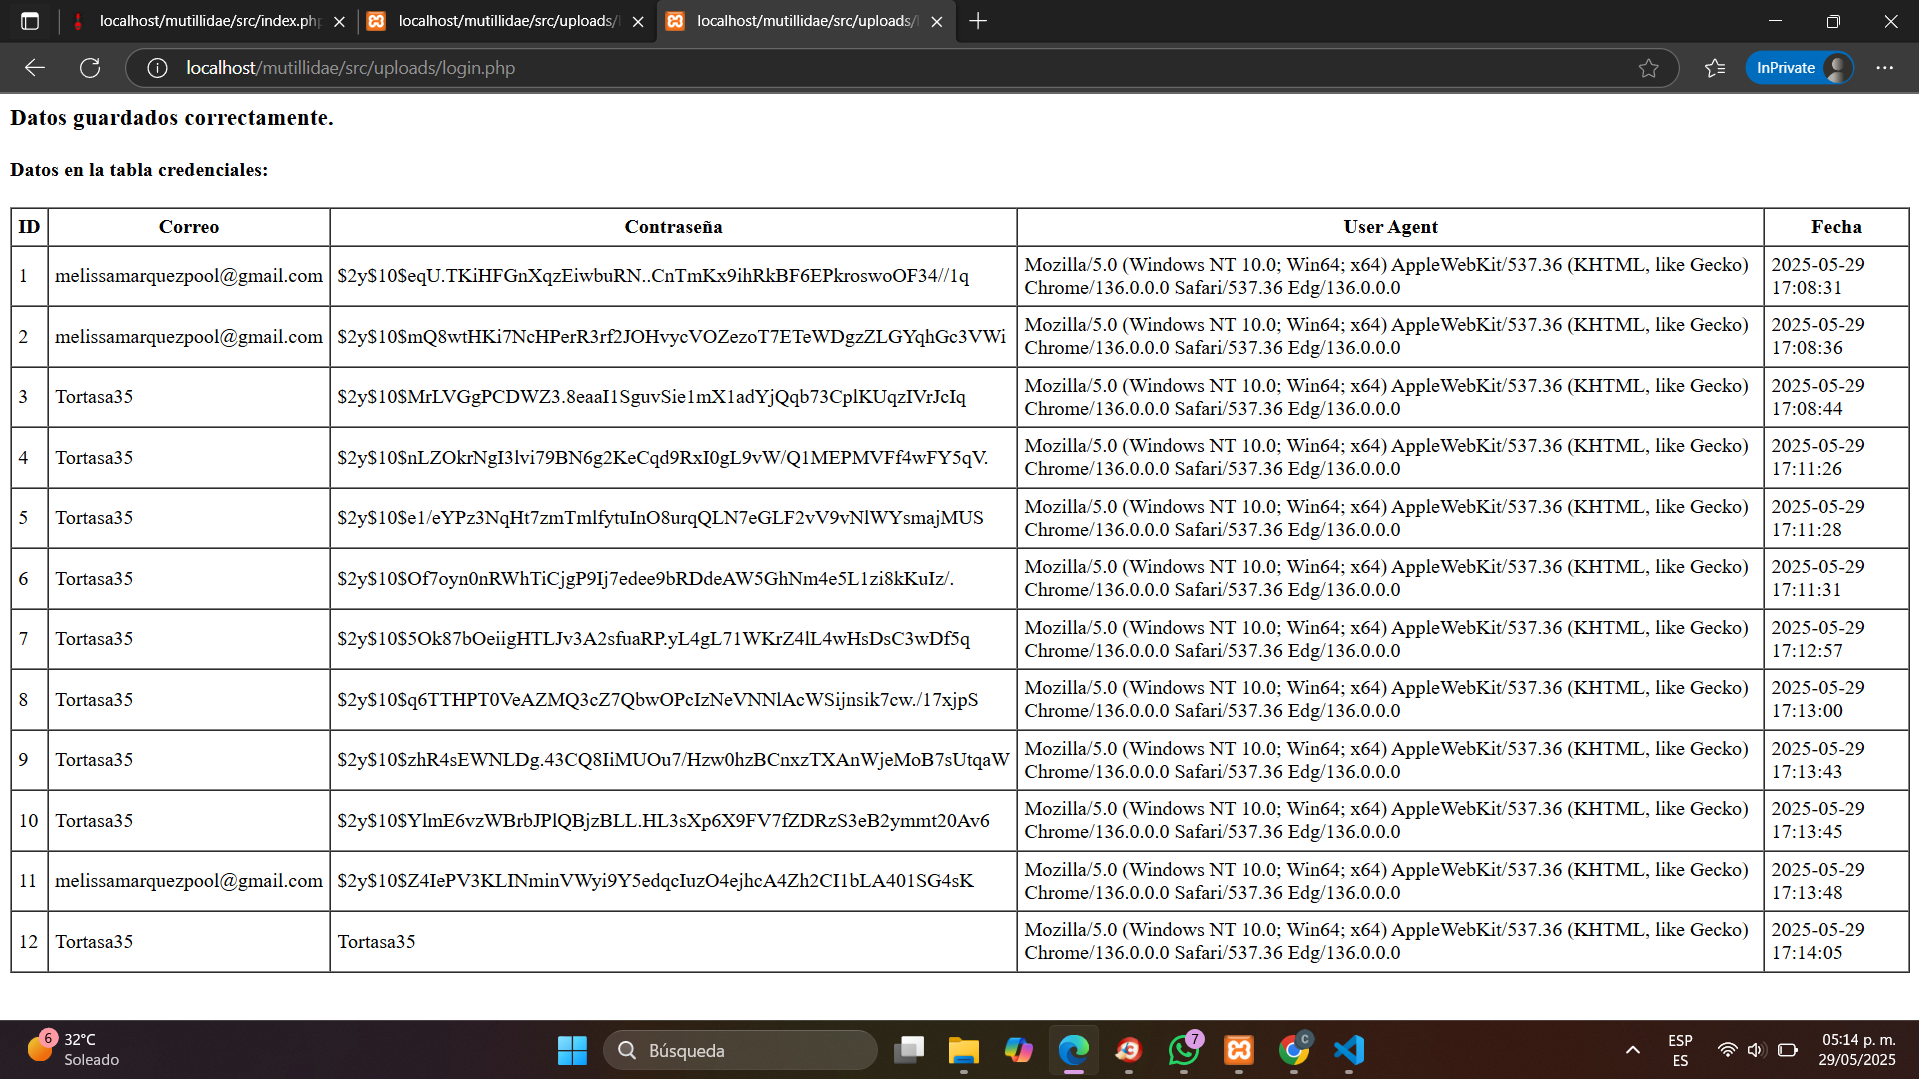 localhost/mutillidae/src/index.php
localhost/mutillidae/src/uploads/
localhost/mutillidae/src/uploads/
localhost/mutillidae/src/uploads/login.php
InPrivate
Datos guardados correctamente.
Datos en la tabla credenciales:
ID Correo Contraseña User Agent Fecha
1 melissamarquezpool@gmail.com $2y$10$eqU.TKiHFGnXqzEiwbuRN..CnTmKx9ihRkBF6EPkroswoOF34//1q Mozilla/5.0 (Windows NT 10.0; Win64; x64) AppleWebKit/537.36 (KHTML, like Gecko) 2025-05-29
Chrome/136.0.0.0 Safari/537.36 Edg/136.0.0.0 17:08:31
2 melissamarquezpool@gmail.com $2y$10$mQ8wtHKi7NcHPerR3rf2JOHvycVOZezoT7ETeWDgzZLGYqhGc3VWi Mozilla/5.0 (Windows NT 10.0; Win64; x64) AppleWebKit/537.36 (KHTML, like Gecko) 2025-05-29
Chrome/136.0.0.0 Safari/537.36 Edg/136.0.0.0 17:08:36
3 Tortasa35 $2y$10$MrLVGgPCDWZ3.8eaaI1SguvSie1mX1adYjQqb73CplKUqzIVrJcIq Mozilla/5.0 (Windows NT 10.0; Win64; x64) AppleWebKit/537.36 (KHTML, like Gecko) 2025-05-29
Chrome/136.0.0.0 Safari/537.36 Edg/136.0.0.0 17:08:44
4 Tortasa35 $2y$10$nLZOkrNgI3lvi79BN6g2KeCqd9RxI0gL9vW/Q1MEPMVFf4wFY5qV. Mozilla/5.0 (Windows NT 10.0; Win64; x64) AppleWebKit/537.36 (KHTML, like Gecko) 2025-05-29
Chrome/136.0.0.0 Safari/537.36 Edg/136.0.0.0 17:11:26
5 Tortasa35 $2y$10$e1/eYPz3NqHt7zmTmlfytuInO8urqQLN7eGLF2vV9vNlWYsmajMUS Mozilla/5.0 (Windows NT 10.0; Win64; x64) AppleWebKit/537.36 (KHTML, like Gecko) 2025-05-29
Chrome/136.0.0.0 Safari/537.36 Edg/136.0.0.0 17:11:28
6 Tortasa35 $2y$10$Of7oyn0nRWhTiCjgP9Ij7edee9bRDdeAW5GhNm4e5L1zi8kKuIz/. Mozilla/5.0 (Windows NT 10.0; Win64; x64) AppleWebKit/537.36 (KHTML, like Gecko) 2025-05-29
Chrome/136.0.0.0 Safari/537.36 Edg/136.0.0.0 17:11:31
7 Tortasa35 $2y$10$5Ok87bOeiigHTLJv3A2sfuaRP.yL4gL71WKrZ4lL4wHsDsC3wDf5q Mozilla/5.0 (Windows NT 10.0; Win64; x64) AppleWebKit/537.36 (KHTML, like Gecko) 2025-05-29
Chrome/136.0.0.0 Safari/537.36 Edg/136.0.0.0 17:12:57
8 Tortasa35 $2y$10$q6TTHPT0VeAZMQ3cZ7QbwOPcIzNeVNNlAcWSijnsik7cw./17xjpS Mozilla/5.0 (Windows NT 10.0; Win64; x64) AppleWebKit/537.36 (KHTML, like Gecko) 2025-05-29
Chrome/136.0.0.0 Safari/537.36 Edg/136.0.0.0 17:13:00
9 Tortasa35 $2y$10$zhR4sEWNLDg.43CQ8IiMUOu7/Hzw0hzBCnxzTXAnWjeMoB7sUtqaW Mozilla/5.0 (Windows NT 10.0; Win64; x64) AppleWebKit/537.36 (KHTML, like Gecko) 2025-05-29
Chrome/136.0.0.0 Safari/537.36 Edg/136.0.0.0 17:13:43
10 Tortasa35 $2y$10$YlmE6vzWBrbJPlQBjzBLL.HL3sXp6X9FV7fZDRzS3eB2ymmt20Av6 Mozilla/5.0 (Windows NT 10.0; Win64; x64) AppleWebKit/537.36 (KHTML, like Gecko) 2025-05-29
Chrome/136.0.0.0 Safari/537.36 Edg/136.0.0.0 17:13:45
11 melissamarquezpool@gmail.com $2y$10$Z4IePV3KLINminVWyi9Y5edqcIuzO4ejhcA4Zh2CI1bLA401SG4sK Mozilla/5.0 (Windows NT 10.0; Win64; x64) AppleWebKit/537.36 (KHTML, like Gecko) 2025-05-29
Chrome/136.0.0.0 Safari/537.36 Edg/136.0.0.0 17:13:48
12 Tortasa35 Tortasa35 Mozilla/5.0 (Windows NT 10.0; Win64; x64) AppleWebKit/537.36 (KHTML, like Gecko) 2025-05-29
Chrome/136.0.0.0 Safari/537.36 Edg/136.0.0.0 17:14:05
6 32°C
Soleado
Búsqueda
7
C
ESP
ES
05:14 p. m.
29/05/2025